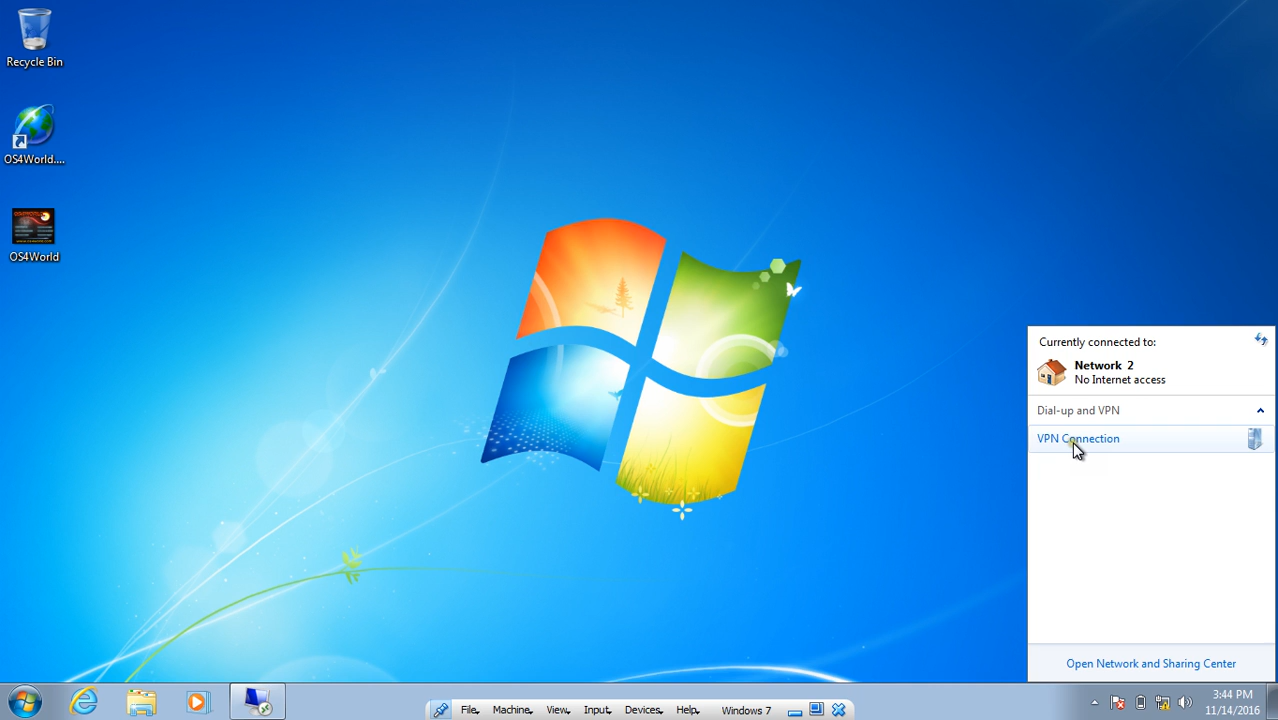 Recycle Bin
OS4World....
OS4World
Currently connected to:
Network 2
No Internet access
Dial-up and VPN
VPN Connection
Open Network and Sharing Center
File
Machine
View
Input
Devices
Help
Windows 7
3:44 PM
11/14/2016